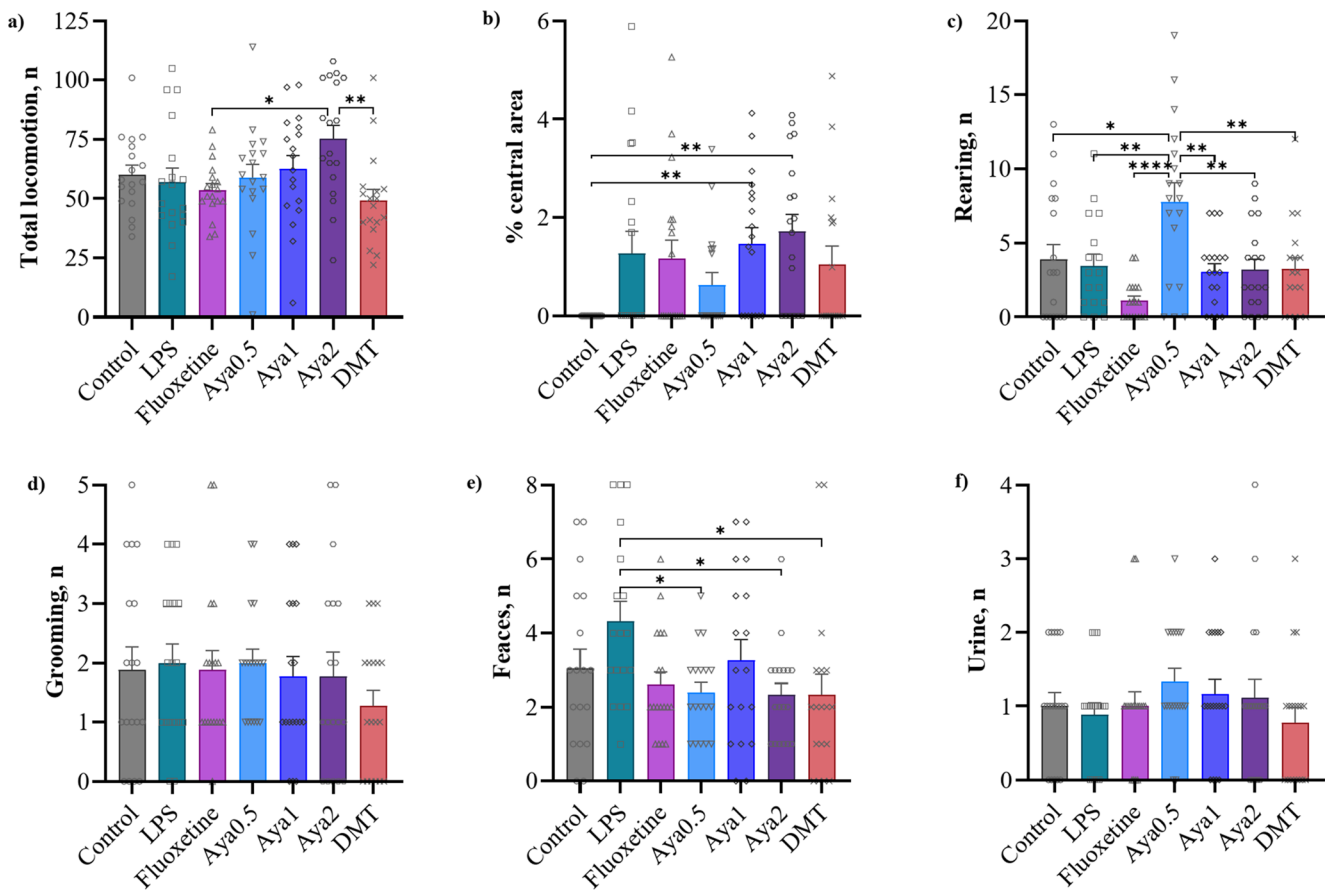 a)
Total locomotion, n
125
100
75
50
25
0
*
**
Control
LPS
Fluoxetine
Aya0.5
Aya1
Aya2
DMT
b)
% central area
6
4
2
0
**
**
Control
LPS
Fluoxetine
Aya0.5
Aya1
Aya2
DMT
c)
Rearing, n
20
15
10
5
0
*
**
**
**
****
**
Control
LPS
Fluoxetine
Aya0.5
Aya1
Aya2
DMT
d)
Grooming, n
5
4
3
2
1
0
Control
LPS
Fluoxetine
Aya0.5
Aya1
Aya2
DMT
e)
Feaces, n
8
6
4
2
0
*
*
*
Control
LPS
Fluoxetine
Aya0.5
Aya1
Aya2
DMT
f)
Urine, n
4
3
2
1
0
Control
LPS
Fluoxetine
Aya0.5
Aya1
Aya2
DMT